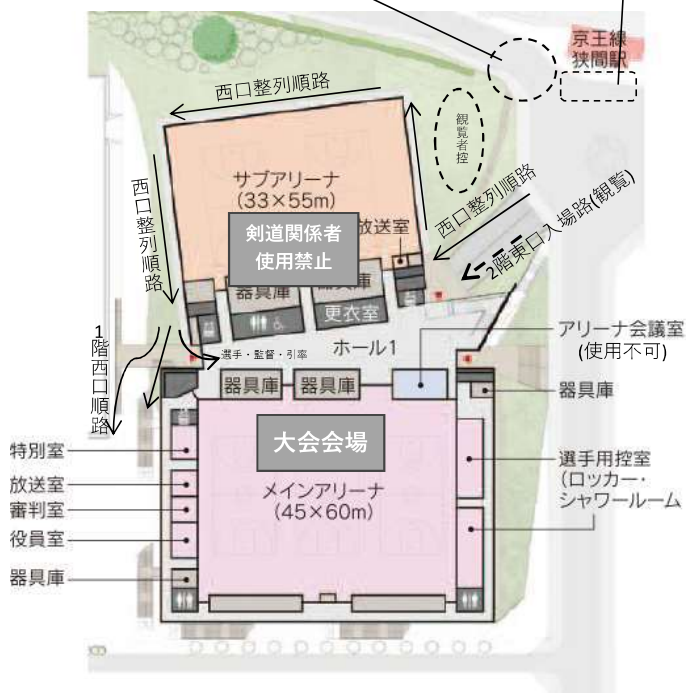 京王線
狭間駅
西口整列順路
観覧者控
サブアリーナ
(33×55m)
西口整列順路
西口整列順路
2階東口入場路(観覧)
放送室
剣道関係者
使用禁止
器具庫
器具庫
更衣室
1階西口順路
選手・監督・引率
ホール1
アリーナ会議室
(使用不可)
器具庫
器具庫
器具庫
大会会場
メインアリーナ
(45×60m)
特別室
放送室
審判室
役員室
器具庫
選手用控室
(ロッカー・
シャワールーム